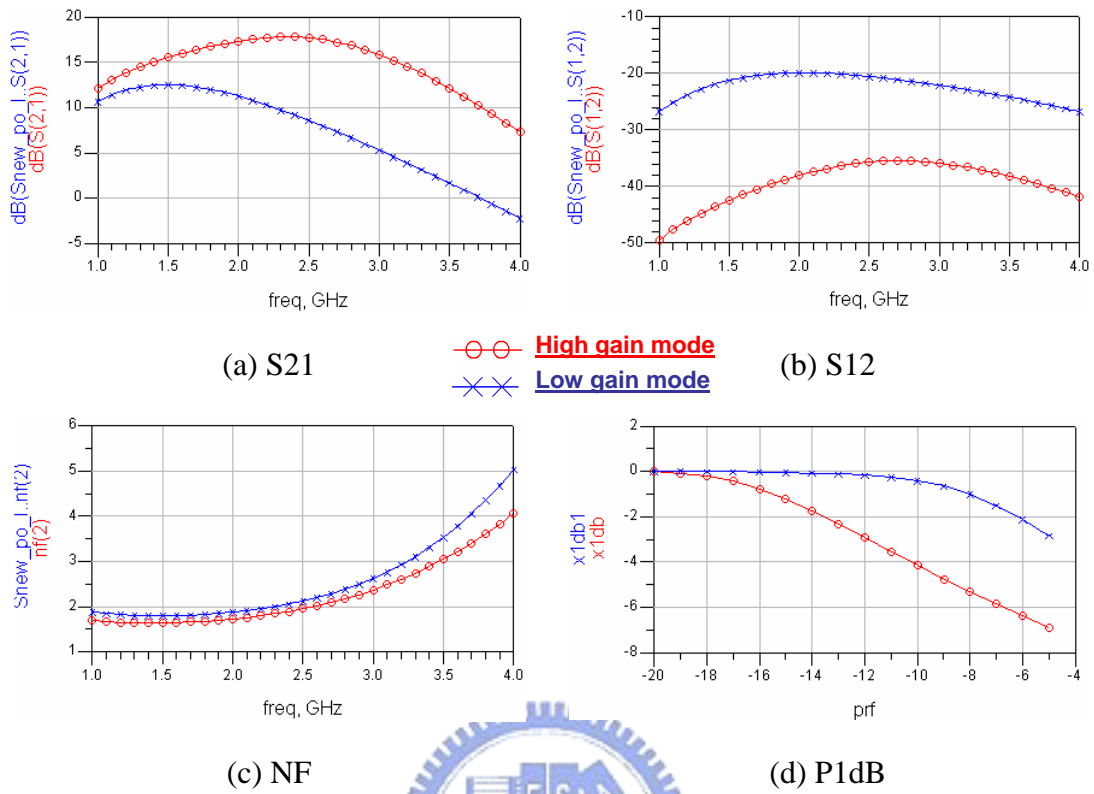 dB(Snew_po_l..S(2,1))
dB(S(2,1))
20
15
10
5
0
-5
1.0 1.5 2.0 2.5 3.0 3.5 4.0
freq, GHz
dB(Snew_po_l..S(1,2))
dB(S(1,2))
-10
-20
-30
-40
-50
1.0 1.5 2.0 2.5 3.0 3.5 4.0
freq, GHz
(a) S21
High gain mode
Low gain mode
(b) S12
Snew_po_l..nf(2)
nf(2)
6
5
4
3
2
1
1.0 1.5 2.0 2.5 3.0 3.5 4.0
freq, GHz
x1db1
x1db
2
0
-2
-4
-6
-8
-20 -18 -16 -14 -12 -10 -8 -6 -4
prf
(c) NF
(d) P1dB